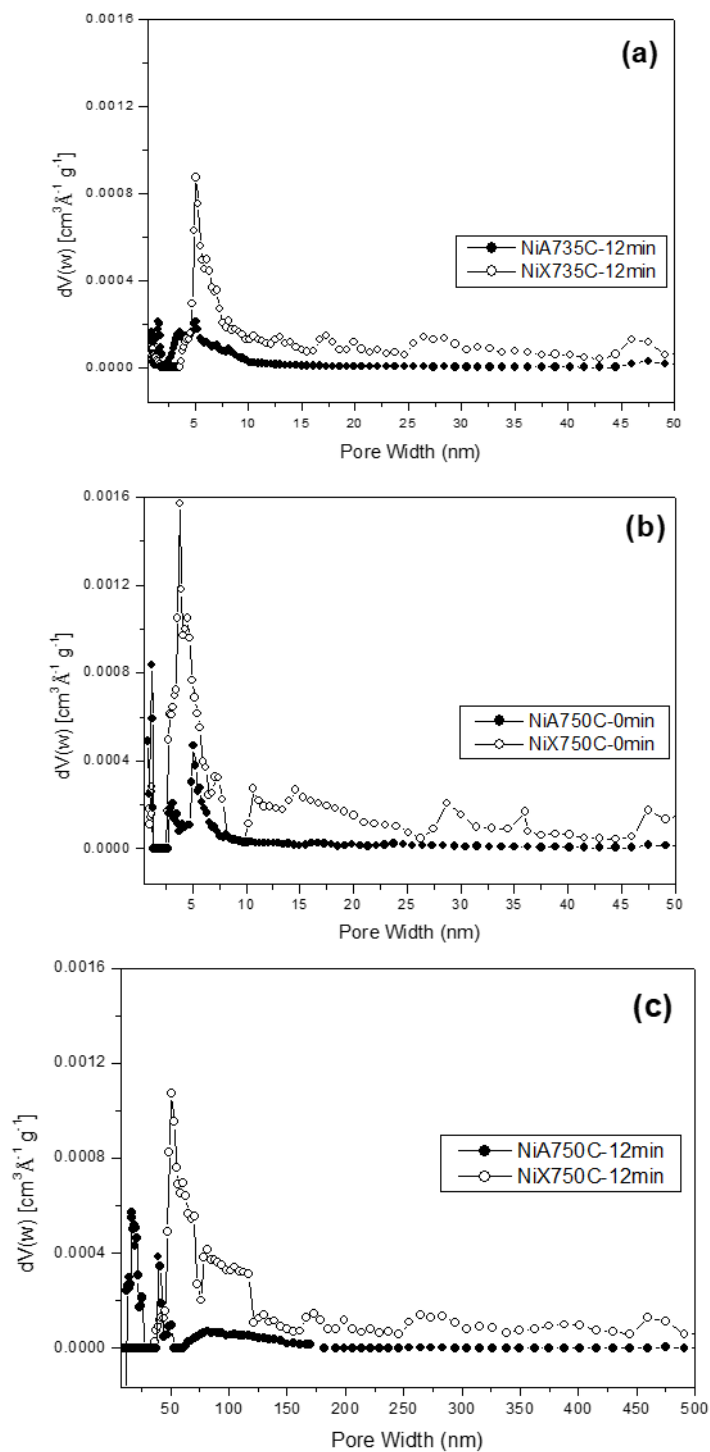 (a)
0.0016
0.0012
0.0008
0.0004
0.0000
dV(w) [cm³Å⁻¹ g⁻¹]
NiA735C-12min
NiX735C-12min
5 10 15 20 25 30 35 40 45 50
Pore Width (nm)
(b)
0.0016
0.0012
0.0008
0.0004
0.0000
dV(w) [cm³Å⁻¹ g⁻¹]
NiA750C-0min
NiX750C-0min
5 10 15 20 25 30 35 40 45 50
Pore Width (nm)
(c)
0.0016
0.0012
0.0008
0.0004
0.0000
dV(w) [cm³Å⁻¹ g⁻¹]
NiA750C-12min
NiX750C-12min
50 100 150 200 250 300 350 400 450 500
Pore Width (nm)